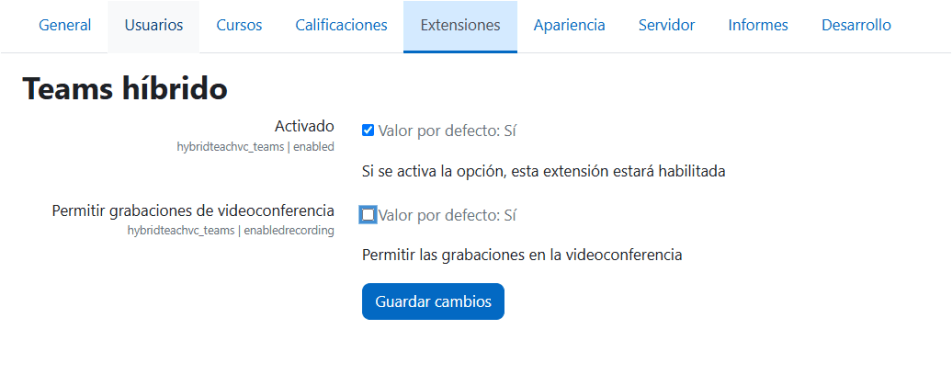 General Usuarios Cursos Calificaciones Extensiones Apariencia Servidor Informes Desarrollo
Teams híbrido
Activado
hybridteachvc_teams | enabled
Valor por defecto: Sí
Si se activa la opción, esta extensión estará habilitada
Permitir grabaciones de videoconferencia
hybridteachvc_teams | enabledrecording
Valor por defecto: Sí
Permitir las grabaciones en la videoconferencia
Guardar cambios